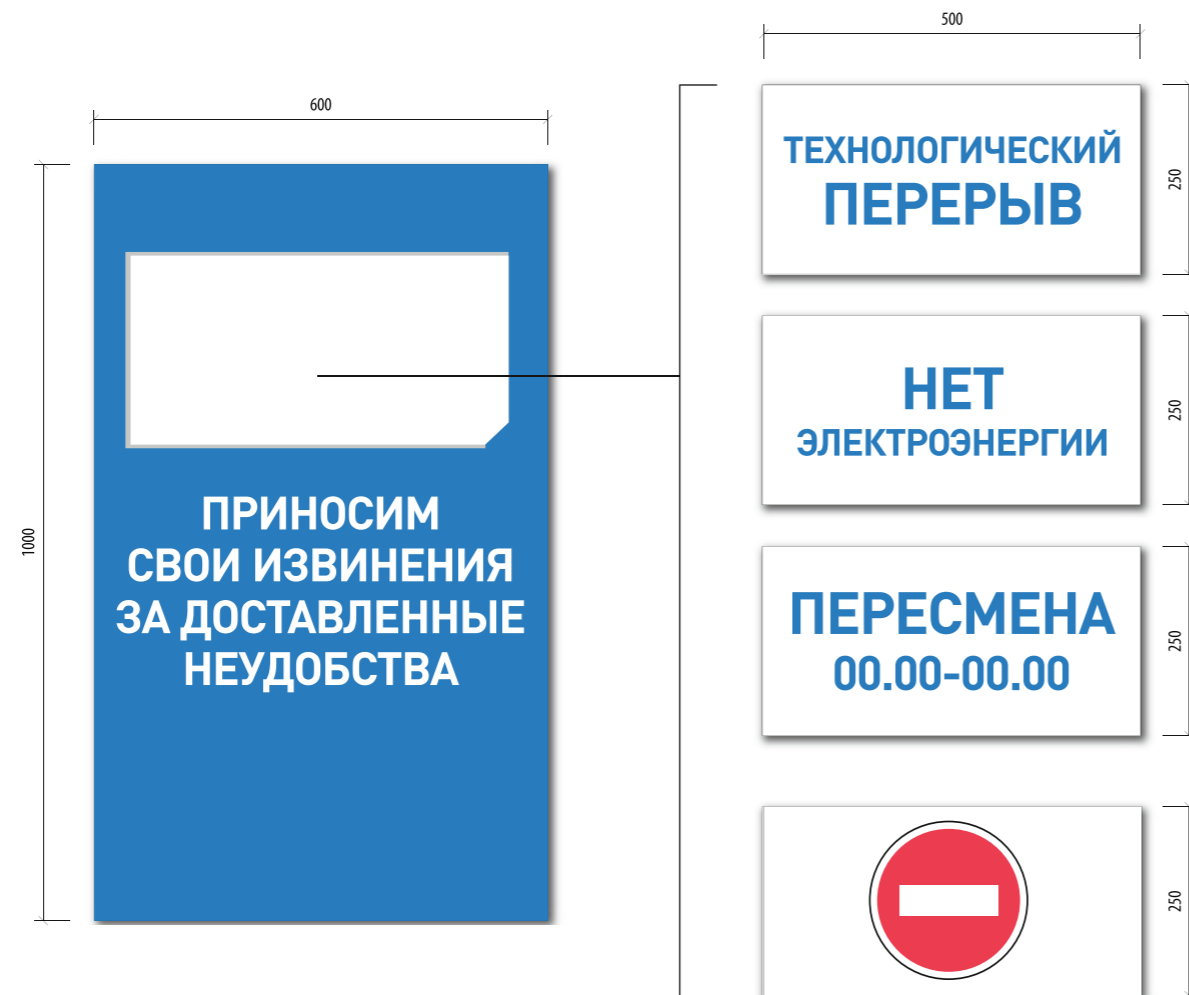 600
1000
ПРИНОСИМ
СВОИ ИЗВИНЕНИЯ
ЗА ДОСТАВЛЕННЫЕ
НЕУДОБСТВА
500
ТЕХНОЛОГИЧЕСКИЙ
ПЕРЕРЫВ
250
НЕТ
ЭЛЕКТРОЭНЕРГИИ
250
ПЕРЕСМЕНА
00.00-00.00
250
250